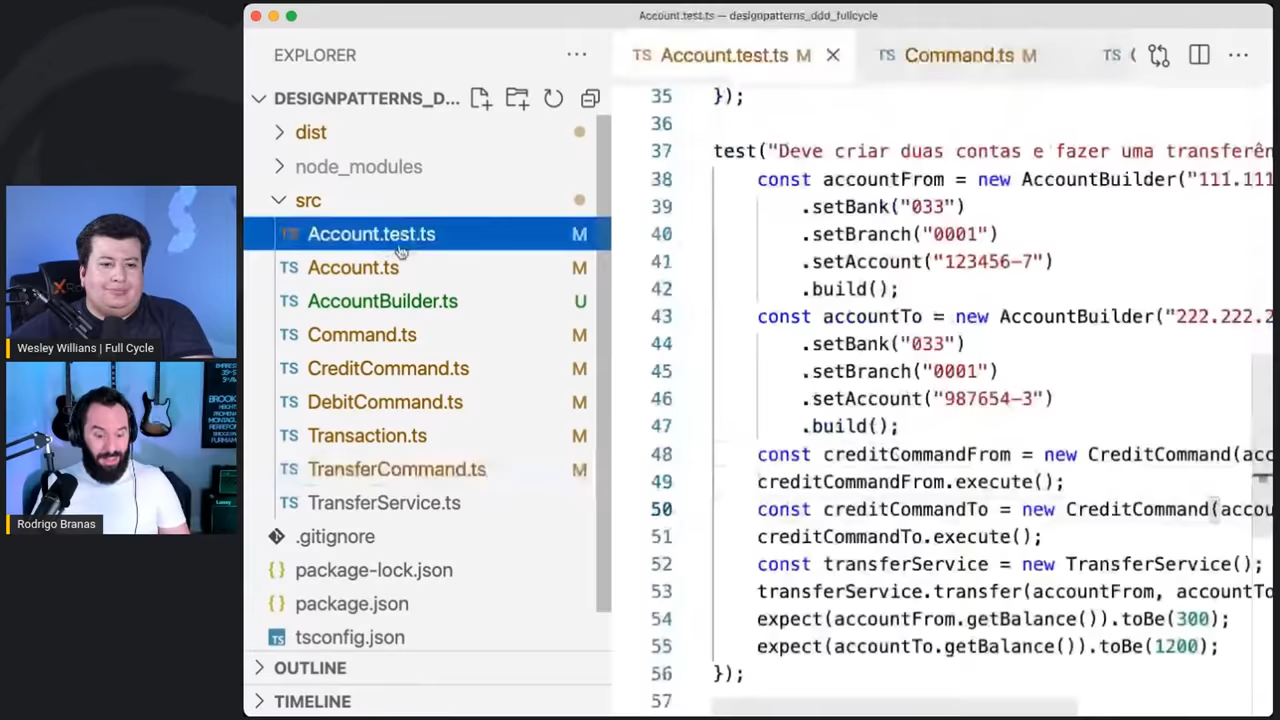 Account.test.ts — designpatterns_ddd_fullcycle
EXPLORER
···
DESIGNPATTERNS_D...
dist
node_modules
src
Account.test.ts M
TS Account.ts M
TS AccountBuilder.ts U
TS Command.ts M
TS CreditCommand.ts M
TS DebitCommand.ts M
TS Transaction.ts M
TS TransferCommand.ts M
TS TransferService.ts
.gitignore
{} package-lock.json
{} package.json
TS tsconfig.json
OUTLINE
TIMELINE
TS Account.test.ts M
TS Command.ts M
TS
···
35 });
36
37 test("Deve criar duas contas e fazer uma transferên
38 const accountFrom = new AccountBuilder("111.111
39 .setBank("033")
40 .setBranch("0001")
41 .setAccount("123456-7")
42 .build();
43 const accountTo = new AccountBuilder("222.222.2
44 .setBank("033")
45 .setBranch("0001")
46 .setAccount("987654-3")
47 .build();
48 const creditCommandFrom = new CreditCommand(acc
49 creditCommandFrom.execute();
50 const creditCommandTo = new CreditCommand(accou
51 creditCommandTo.execute();
52 const transferService = new TransferService();
53 transferService.transfer(accountFrom, accountTo
54 expect(accountFrom.getBalance()).toBe(300);
55 expect(accountTo.getBalance()).toBe(1200);
56 });
57
Wesley Willians | Full Cycle
BROOK
Rodrigo Branas